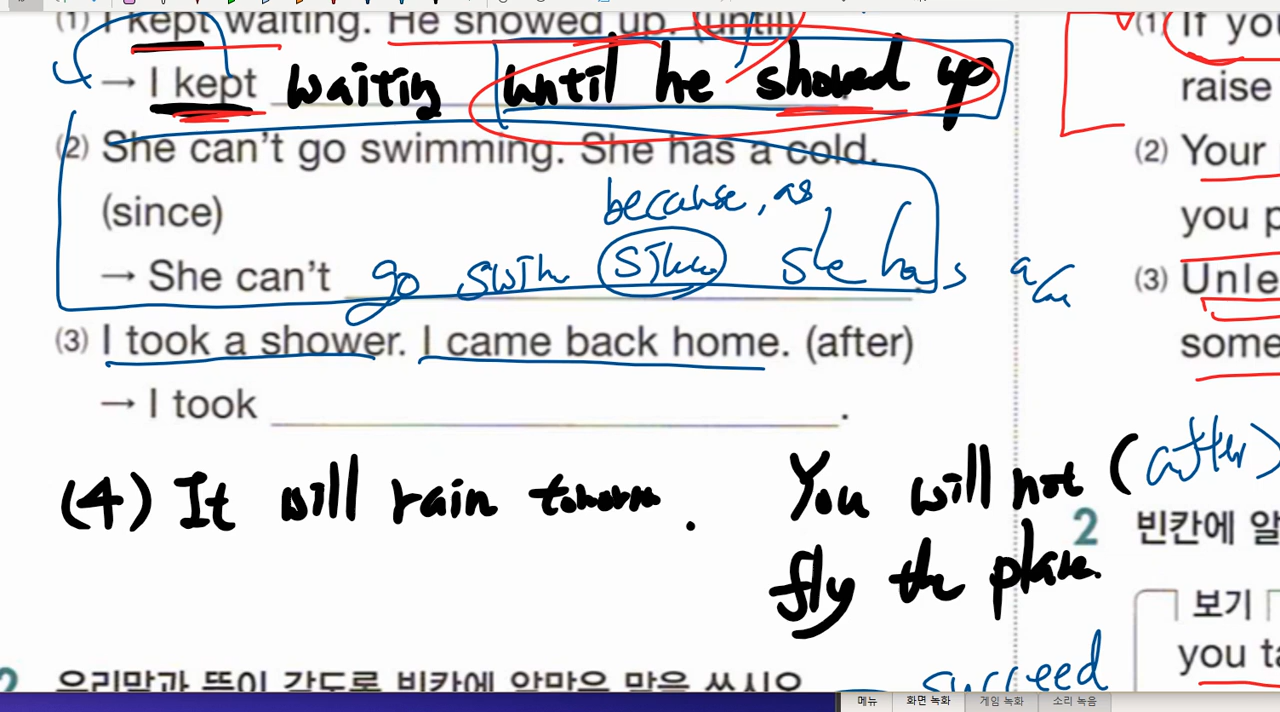 (1) I kept waiting. He showed up. (until)
→ I kept waiting until he showed up
(2) She can't go swimming. She has a cold.
(since)
because, as
→ She can't go swim since she has a
(3) I took a shower. I came back home. (after)
→ I took .
(4) It will rain tomorrow. You will not (after)
fly the plane.
우리말과 뜻이 같도록 빈칸에 알맞은 말을 쓰시오
succeed
(1) If you
raise
(2) Your
you p
(3) Unle
some
2 빈칸에 알
보기
you ta
메뉴 화면 녹화 게임 녹화 소리 녹음